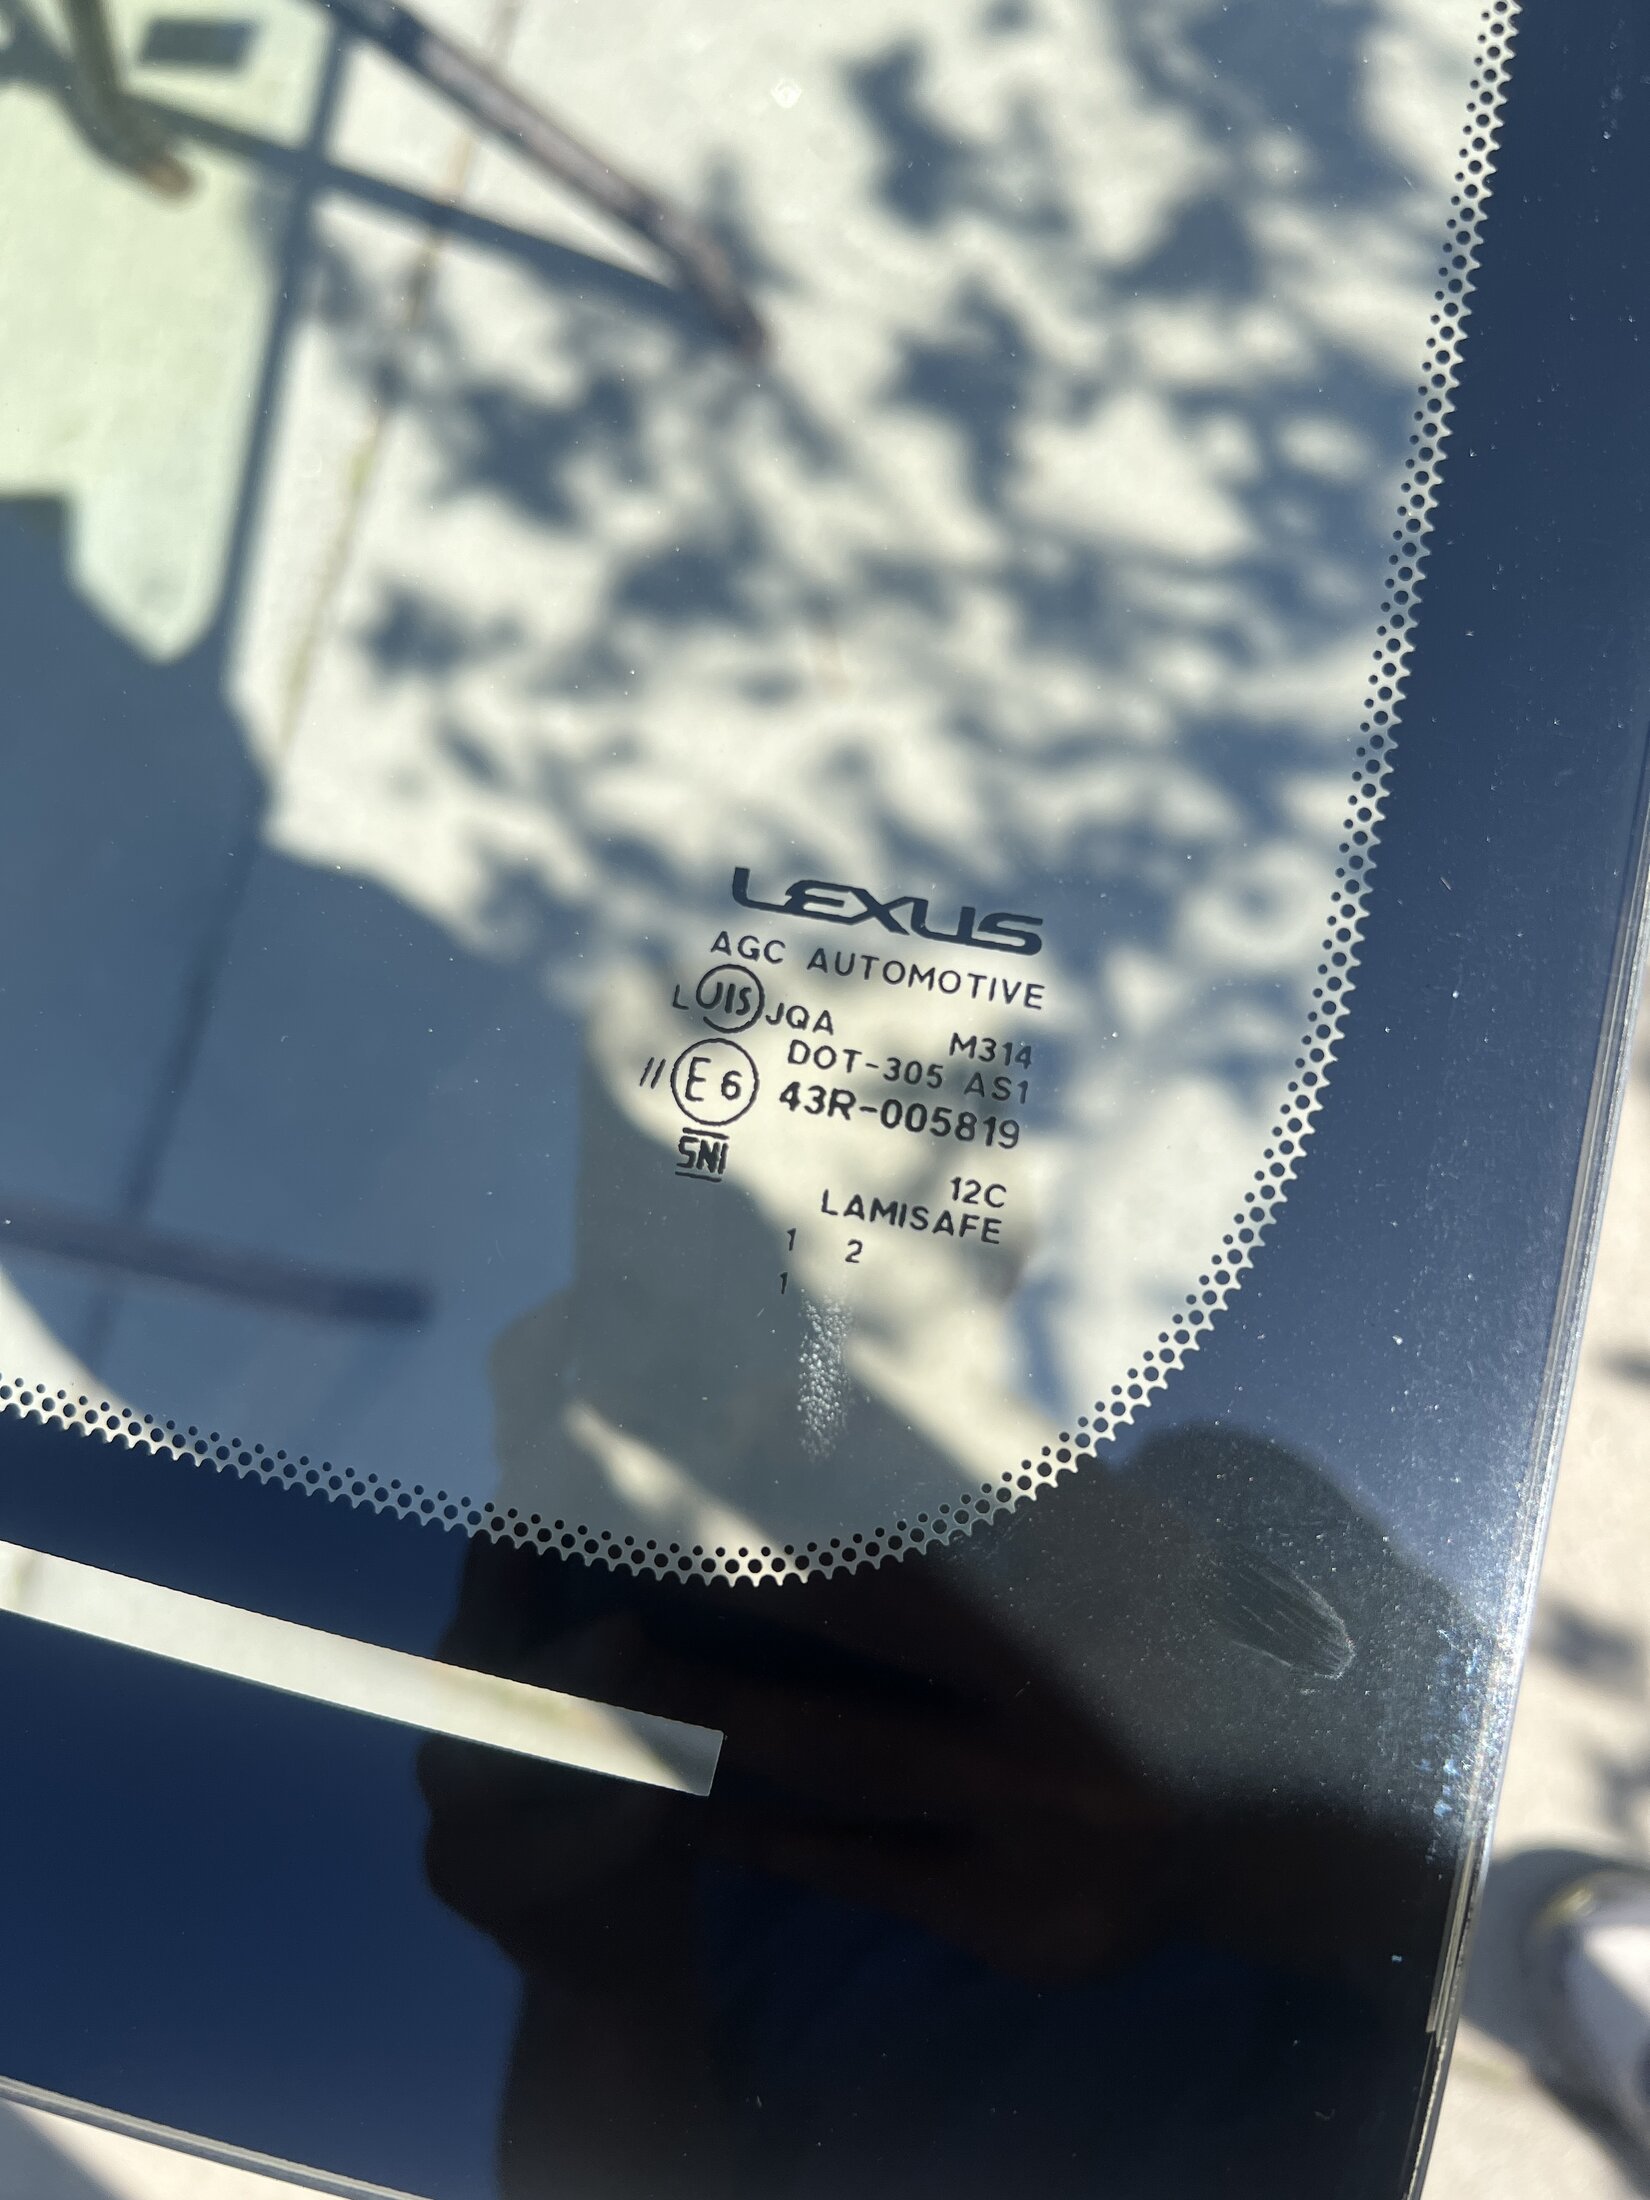 LEXUS
AGC AUTOMOTIVE
L JIS JQA M314
DOT-305 AS1
// E6 43R-005819
SNI
12C
LAMISAFE
1 2
1